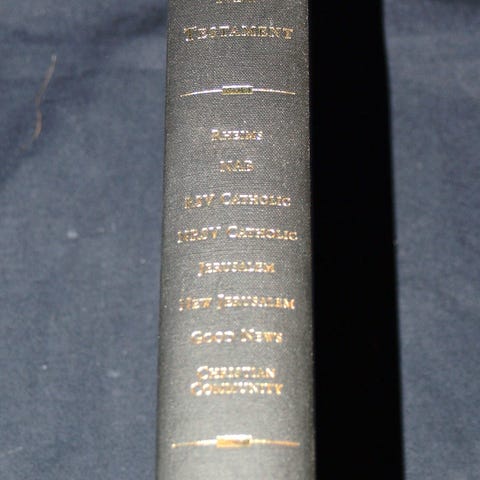 TESTAMENT
RHEIMS
NAB
RSV CATHOLIC
NRSV CATHOLIC
JERUSALEM
NEW JERUSALEM
GOOD NEWS
CHRISTIAN
COMMUNITY